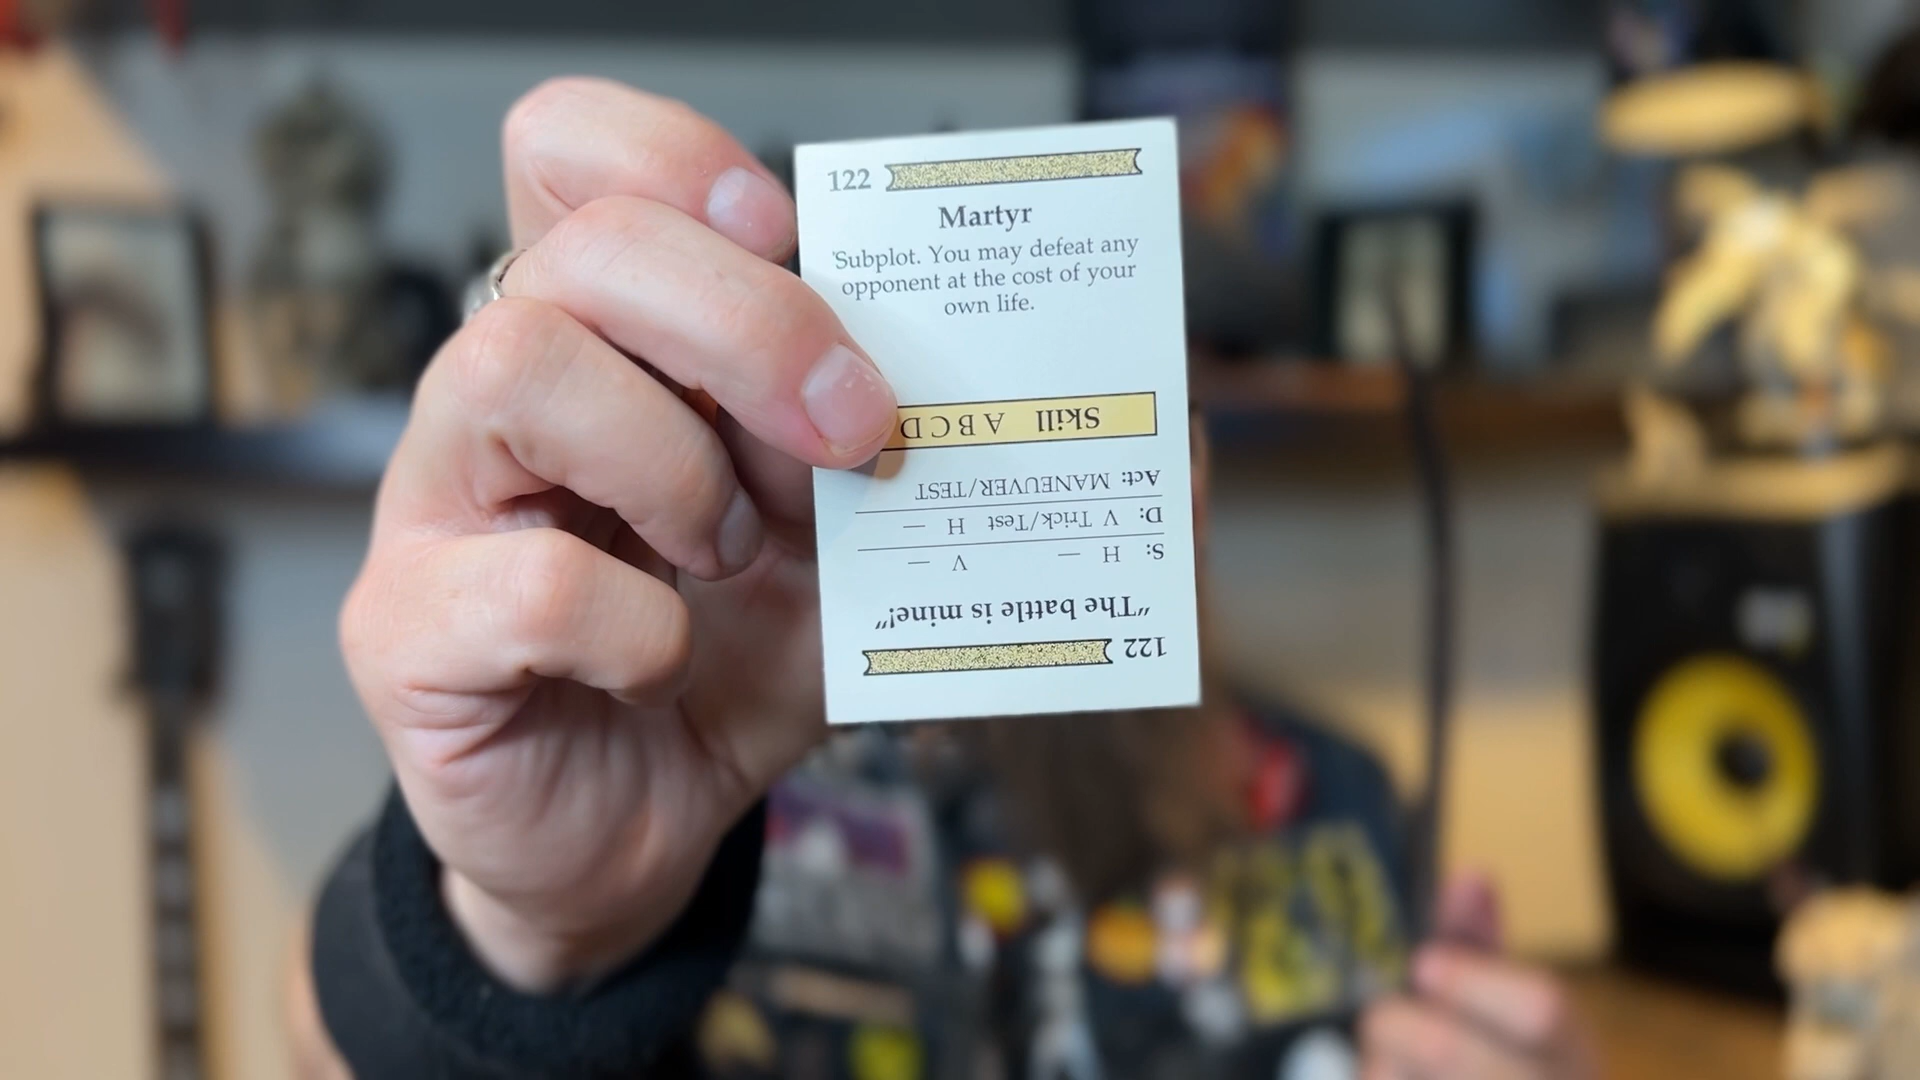 122
Martyr
'Subplot. You may defeat any
opponent at the cost of your
own life.
122
"The battle is mine!"
S: H — V —
D: V Trick/Test H —
Act: MANEUVER/TEST
Skill A B C D